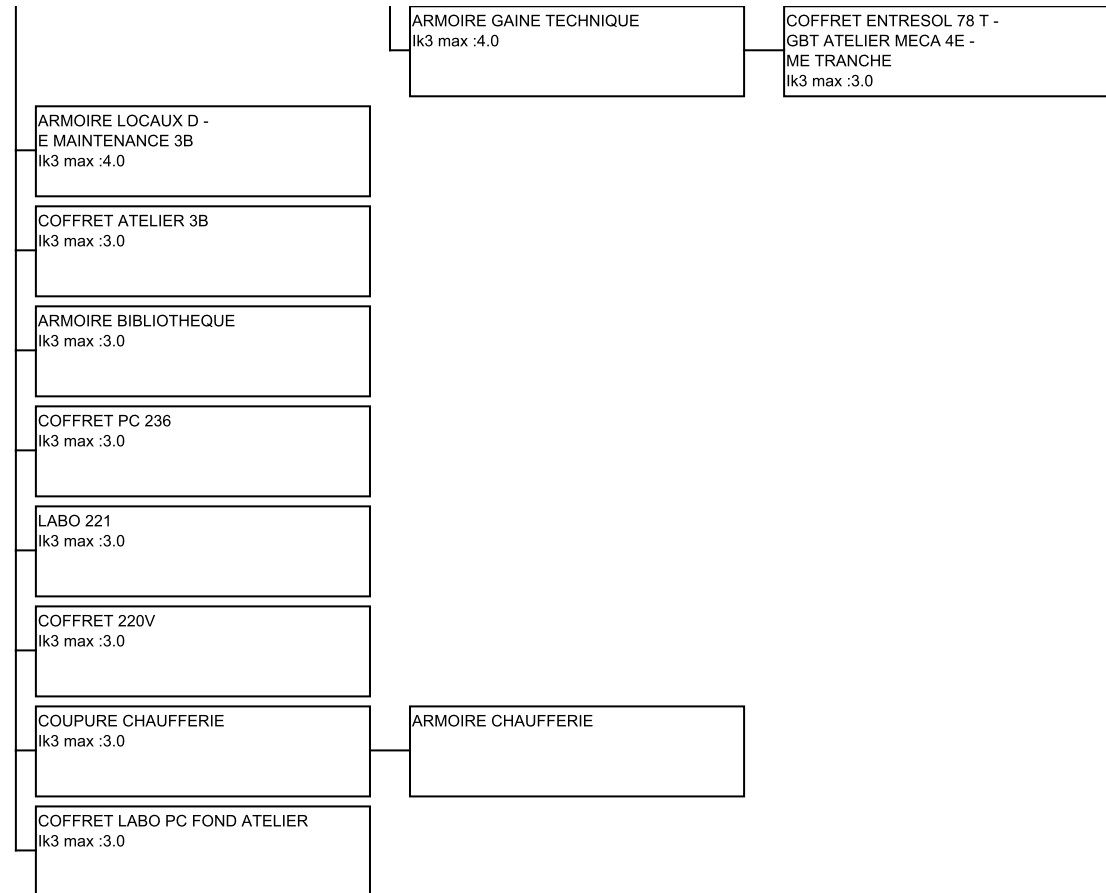 ARMOIRE GAINE TECHNIQUE
Ik3 max :4.0
COFFRET ENTRESOL 78 T -
GBT ATELIER MECA 4E -
ME TRANCHE
Ik3 max :3.0
ARMOIRE LOCAUX D -
E MAINTENANCE 3B
Ik3 max :4.0
COFFRET ATELIER 3B
Ik3 max :3.0
ARMOIRE BIBLIOTHEQUE
Ik3 max :3.0
COFFRET PC 236
Ik3 max :3.0
LABO 221
Ik3 max :3.0
COFFRET 220V
Ik3 max :3.0
COUPURE CHAUFFERIE
Ik3 max :3.0
ARMOIRE CHAUFFERIE
COFFRET LABO PC FOND ATELIER
Ik3 max :3.0